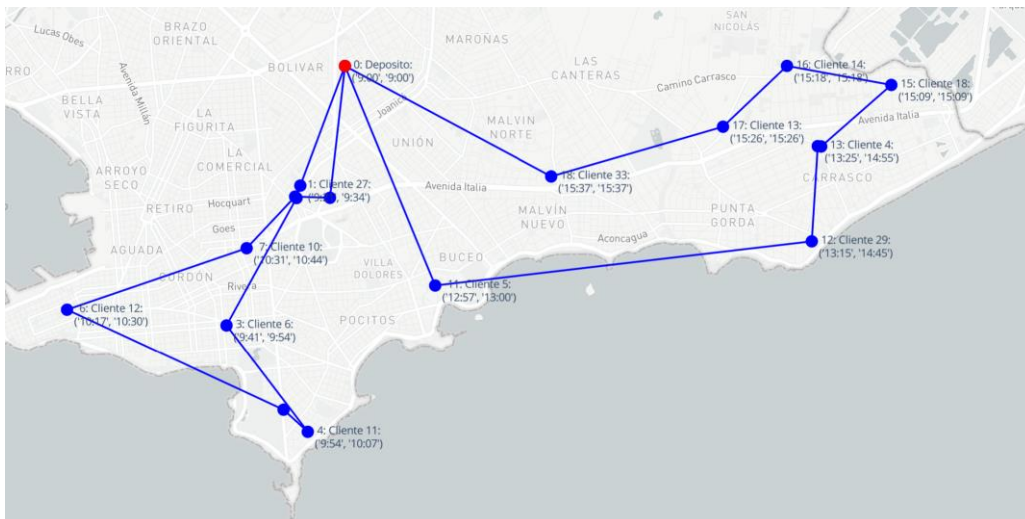 SAN
NICOLÁS
Parque
BRAZO
ORIENTAL
Lucas Obes
MAROÑAS
LAS
CANTERAS
RRO
Avenida Millán
BOLIVAR
0: Deposito:
('9:00', '9:00')
16: Cliente 14:
('15:18', '15:18')
Camino Carrasco
15: Cliente 18:
('15:09', '15:09')
BELLA
VISTA
Joanicó
LA
FIGURITA
MALVIN
NORTE
17: Cliente 13:
('15:26', '15:26')
Avenida Italia
UNIÓN
13: Cliente 4:
('13:25', '14:55')
LA
COMERCIAL
ARROYO
SECO
CARRASCO
18: Cliente 33:
('15:37', '15:37')
1: Cliente 27:
'9:34')
Avenida Italia
RETIRO
Hocquart
MALVÍN
NUEVO
PUNTA
GORDA
Goes
Aconcagua
12: Cliente 29:
('13:15', '14:45')
AGUADA
7: Cliente 10:
('10:31', '10:44')
BUCEO
VILLA
DOLORES
CORDÓN
Rivera
11: Cliente 5:
('12:57', '13:00')
6: Cliente 12:
('10:17', '10:30')
POCITOS
3: Cliente 6:
('9:41', '9:54')
4: Cliente 11:
('9:54', '10:07')